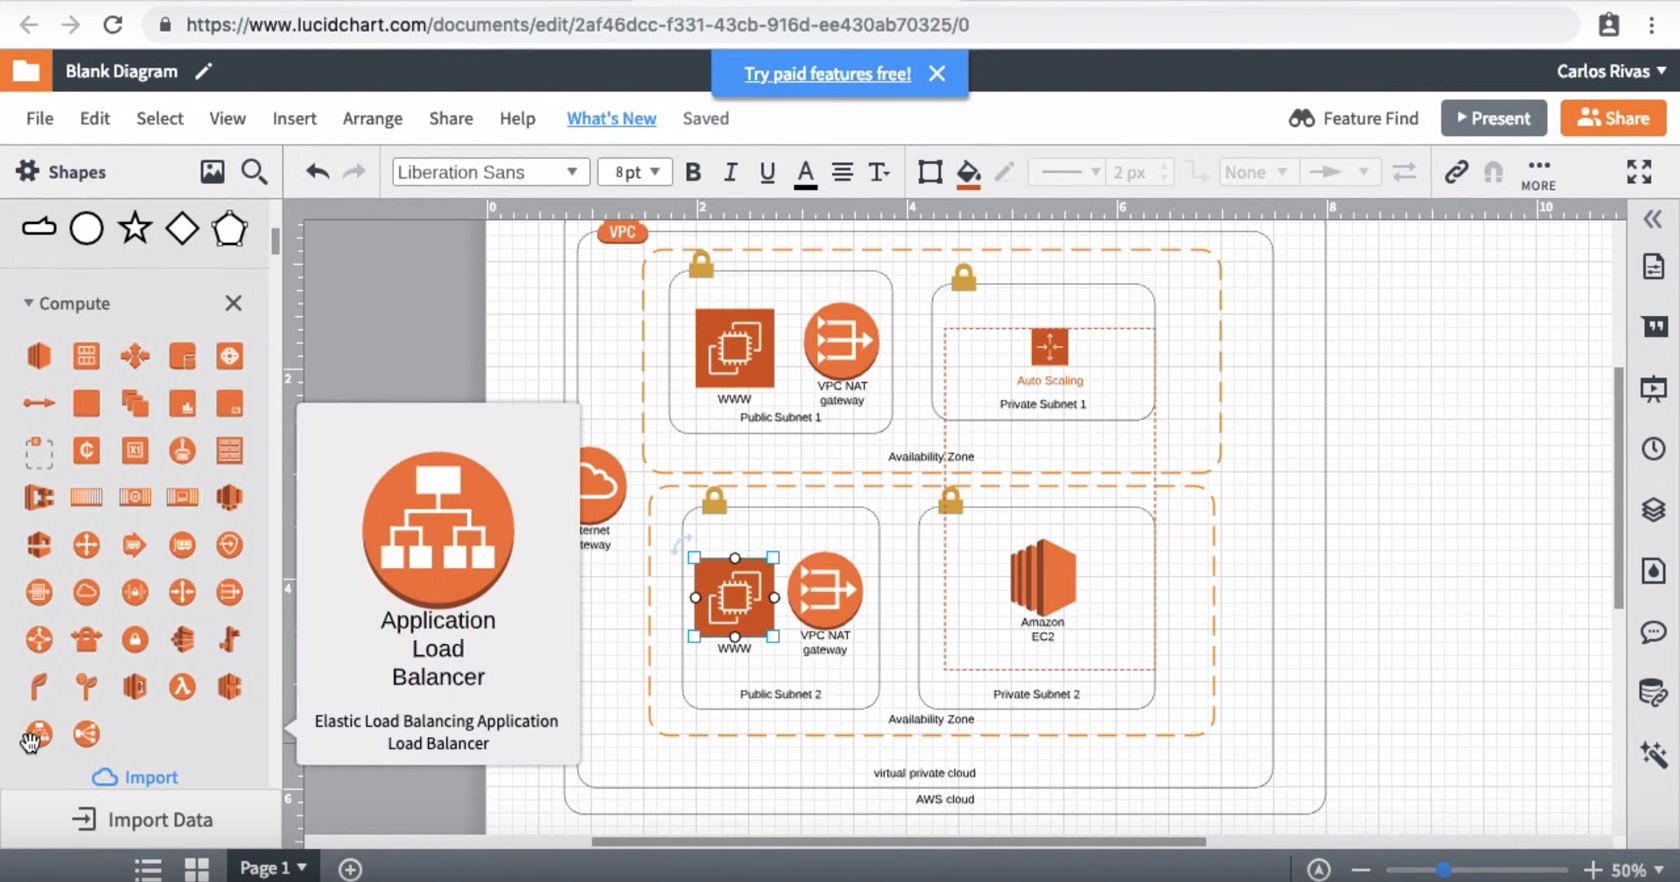 https://www.lucidchart.com/documents/edit/2af46dcc-f331-43cb-916d-ee430ab70325/0
Blank Diagram
Try paid features free!
Carlos Rivas
File Edit Select View Insert Arrange Share Help What's New Saved
Feature Find
Present
Share
Shapes
Liberation Sans
8pt
B I U A T
2 px
None
MORE
0 2 4 6 8 10
VPC
Compute
2
Auto Scaling
VPC NAT
gateway
WWW
Private Subnet 1
Public Subnet 1
¢
X1
Availability Zone
Application
Load
Balancer
Elastic Load Balancing Application
Load Balancer
ternet
teway
4
Amazon
EC2
VPC NAT
gateway
WWW
λ
Public Subnet 2
Private Subnet 2
Availability Zone
virtual private cloud
AWS cloud
Import
6
Import Data
Page 1
50%